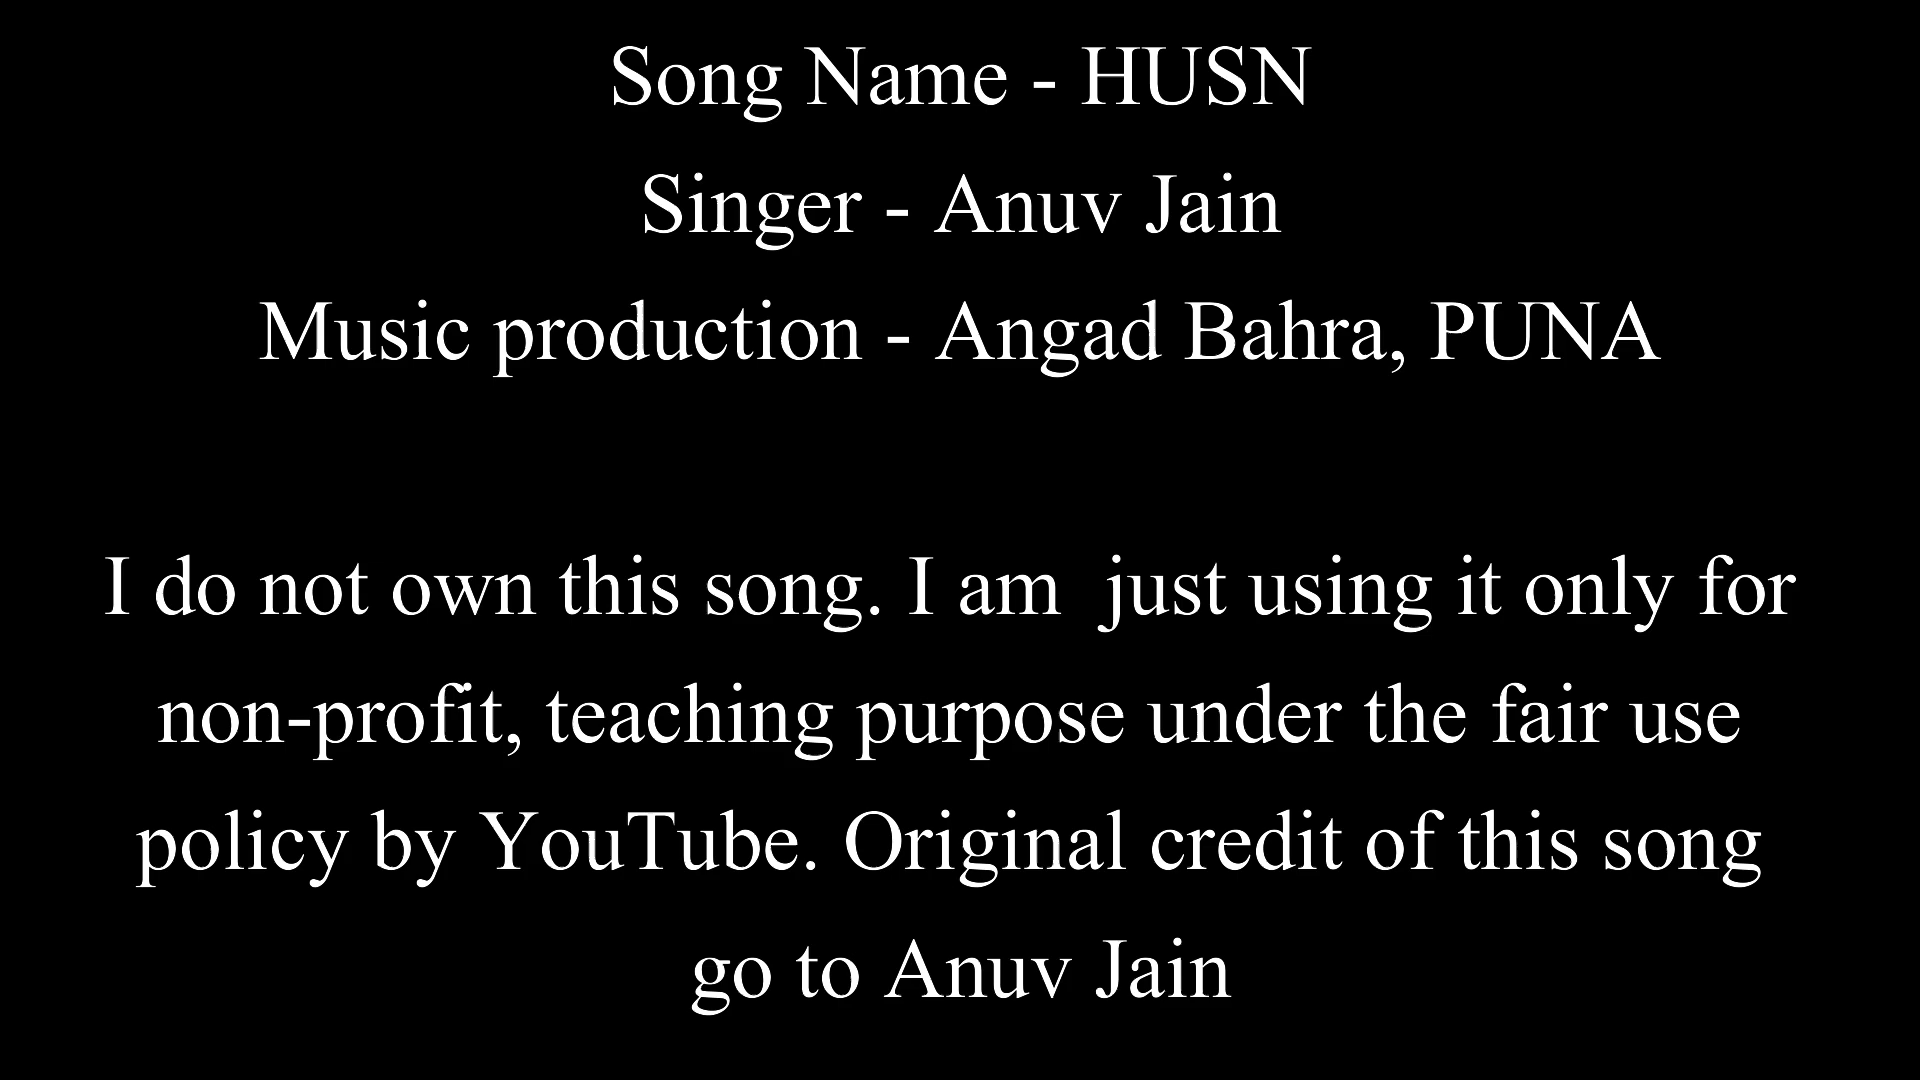 Song Name - HUSN
Singer - Anuv Jain
Music production - Angad Bahra, PUNA
I do not own this song. I am  just using it only for
non-profit, teaching purpose under the fair use
policy by YouTube. Original credit of this song
go to Anuv Jain